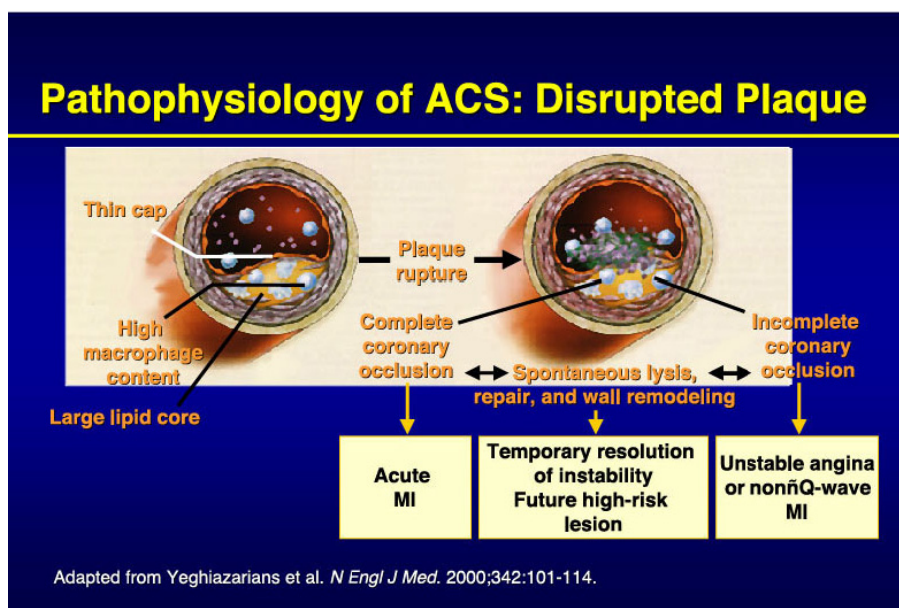 Pathophysiology of ACS: Disrupted Plaque
Thin cap
Plaque
rupture
High
macrophage
content
Large lipid core
Complete
coronary
occlusion
Spontaneous lysis,
repair, and wall remodeling
Incomplete
coronary
occlusion
Acute
MI
Temporary resolution
of instability
Future high-risk
lesion
Unstable angina
or nonñQ-wave
MI
Adapted from Yeghiazarians et al. N Engl J Med. 2000;342:101-114.